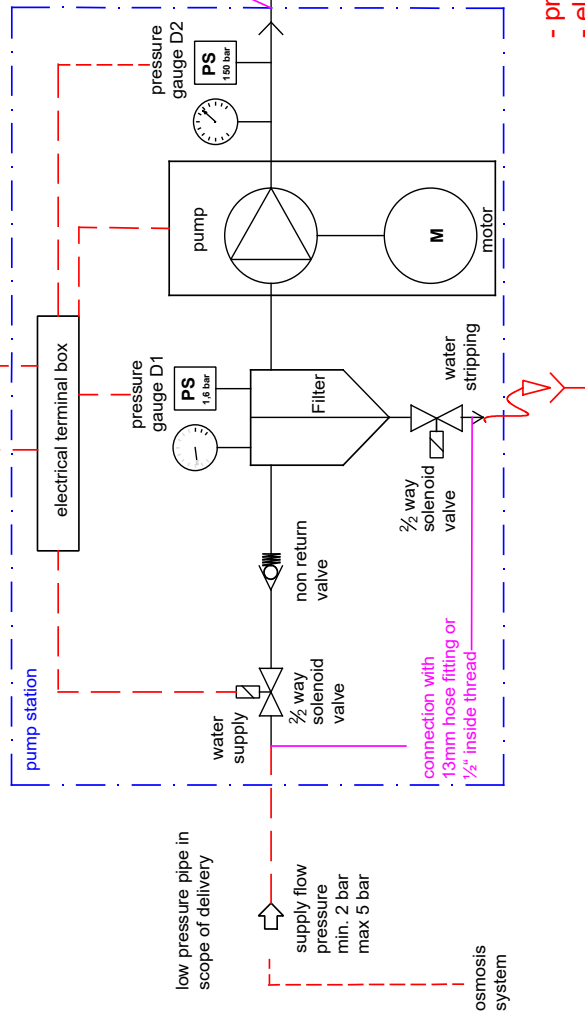 pump station
electrical terminal box
low pressure pipe in
scope of delivery
supply flow
pressure
min. 2 bar
max 5 bar
osmosis
system
water
supply
2/2 way
solenoid
valve
non return
valve
pressure
gauge D1
PS
1,6 bar
Filter
2/2 way
solenoid
valve
water
stripping
connection with
13mm hose fitting or
½" inside thread
pump
M
motor
pressure
gauge D2
PS
150 bar